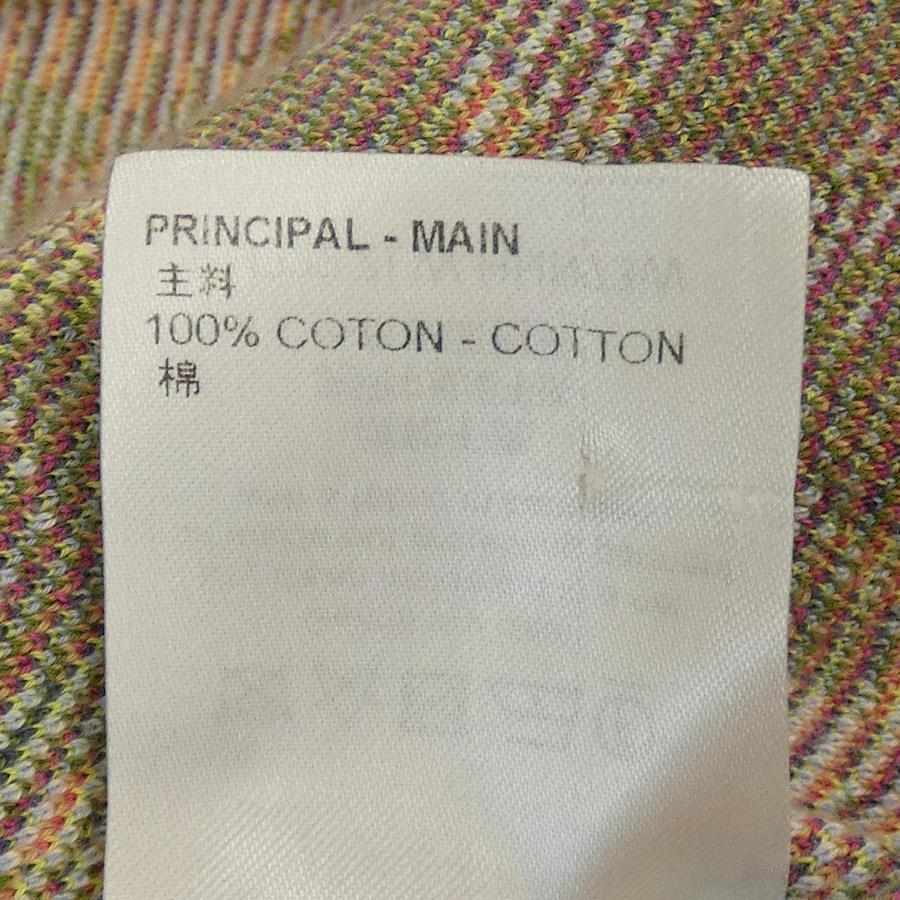 PRINCIPAL - MAIN
主料
100% COTON - COTTON
棉